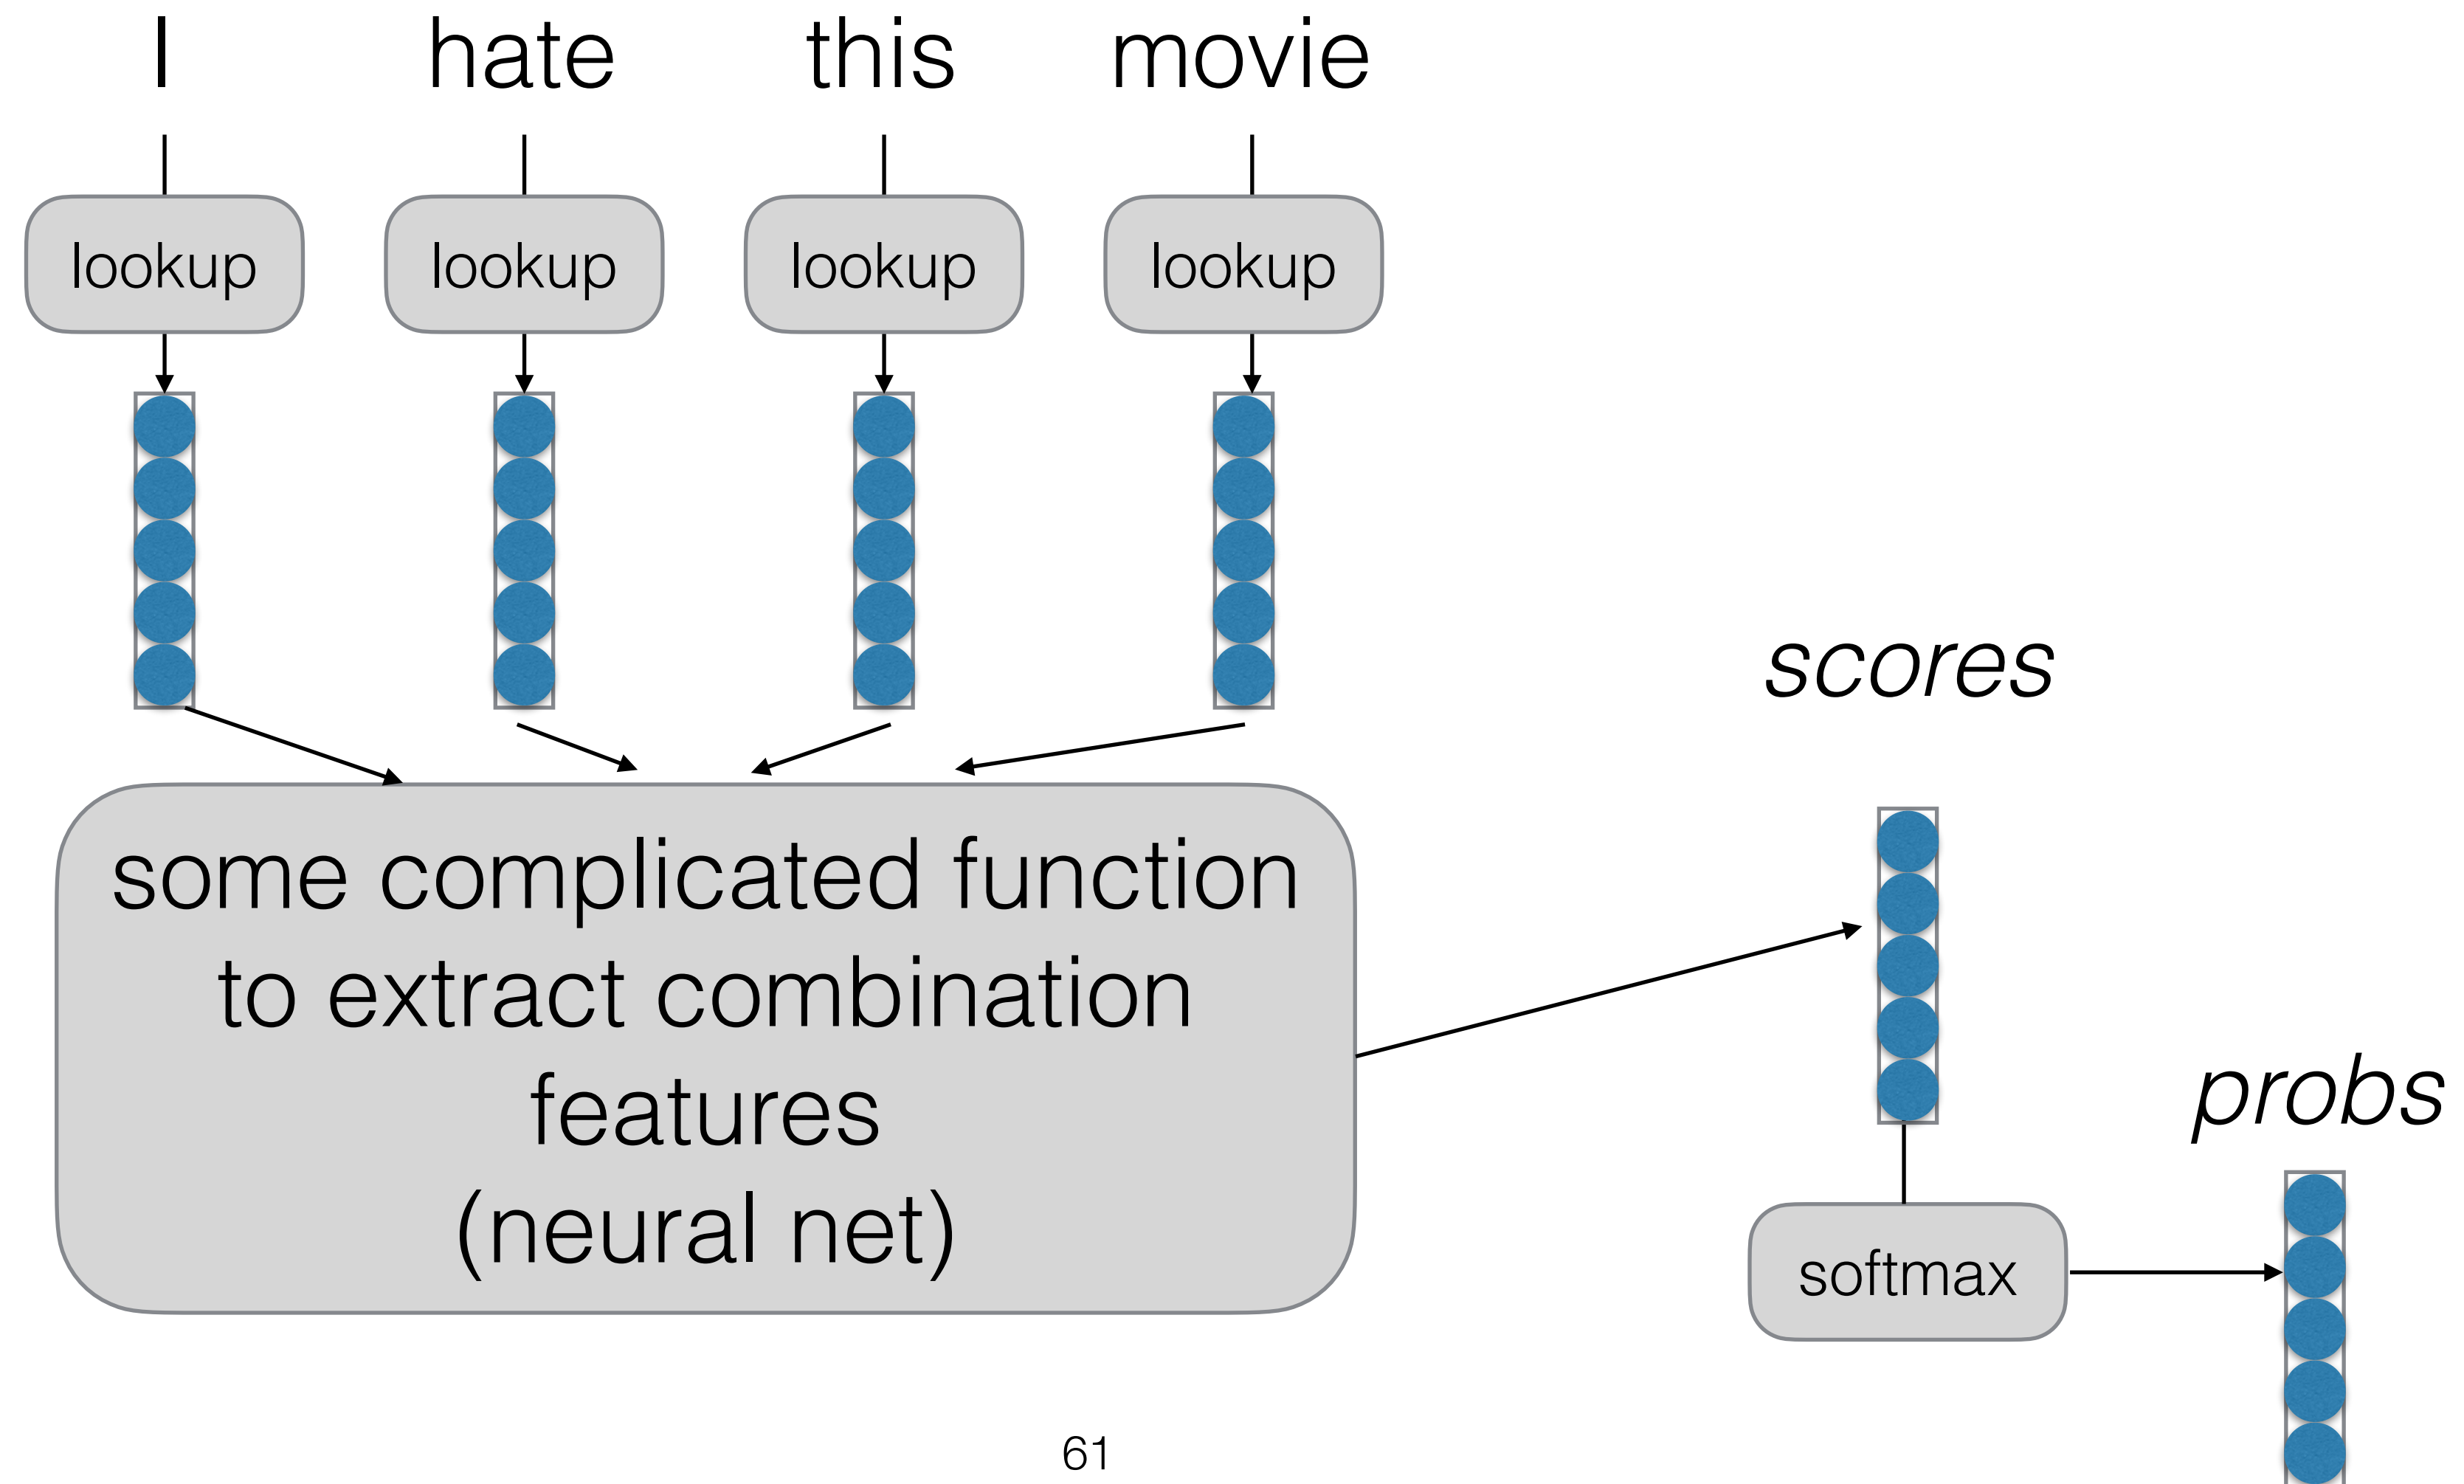 I hate this movie
lookup lookup lookup lookup
scores
some complicated function
to extract combination
features
(neural net)
probs
softmax
61